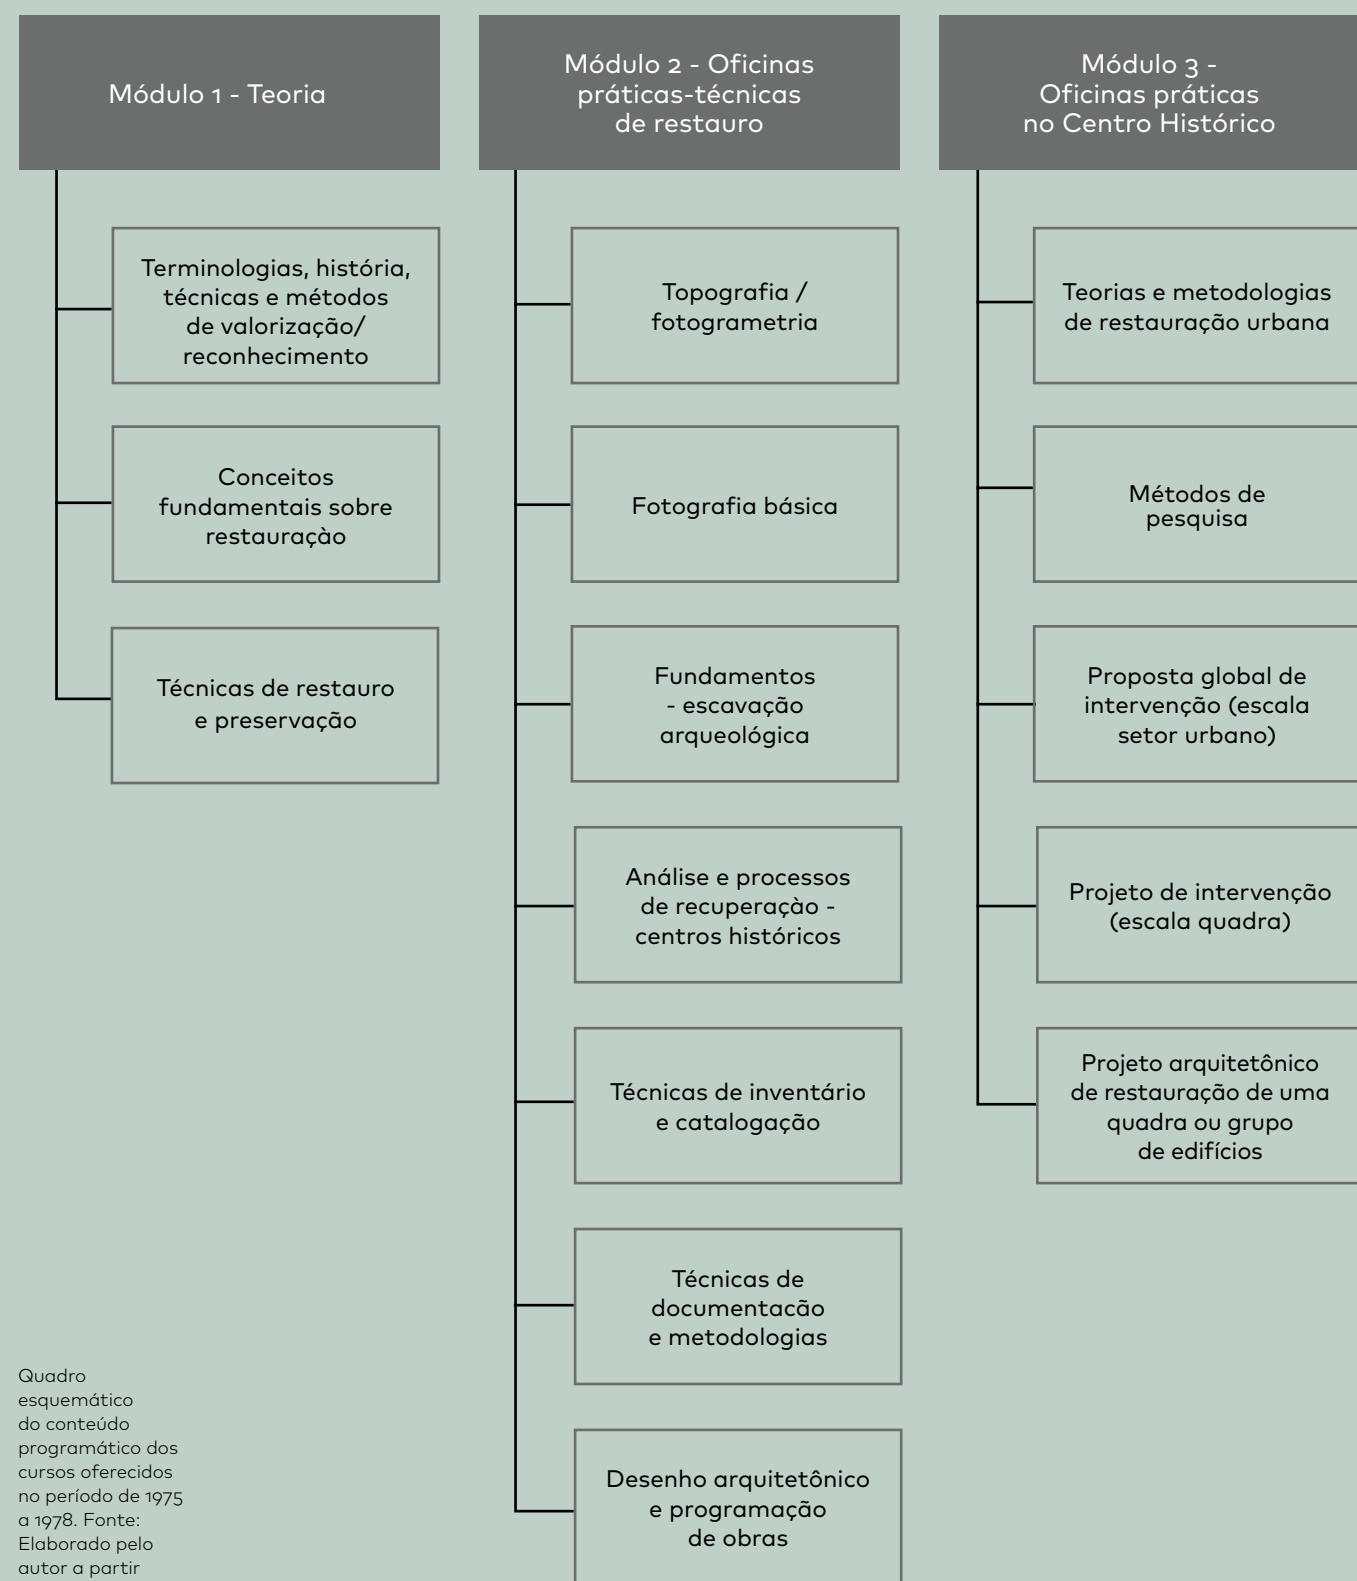 Módulo 1 - Teoria
Terminologias, história,
técnicas e métodos
de valorização/
reconhecimento
Conceitos
fundamentais sobre
restauraçào
Técnicas de restauro
e preservação
Módulo 2 - Oficinas
práticas-técnicas
de restauro
Topografia /
fotogrametria
Fotografia básica
Fundamentos
- escavação
arqueológica
Análise e processos
de recuperaçào -
centros históricos
Técnicas de inventário
e catalogação
Técnicas de
documentacão
e metodologias
Desenho arquitetônico
e programação
de obras
Módulo 3 -
Oficinas práticas
no Centro Histórico
Teorias e metodologias
de restauração urbana
Métodos de
pesquisa
Proposta global de
intervenção (escala
setor urbano)
Projeto de intervenção
(escala quadra)
Projeto arquitetônico
de restauração de uma
quadra ou grupo
de edifícios
Quadro
esquemático
do conteúdo
programático dos
cursos oferecidos
no período de 1975
a 1978. Fonte:
Elaborado pelo
autor a partir